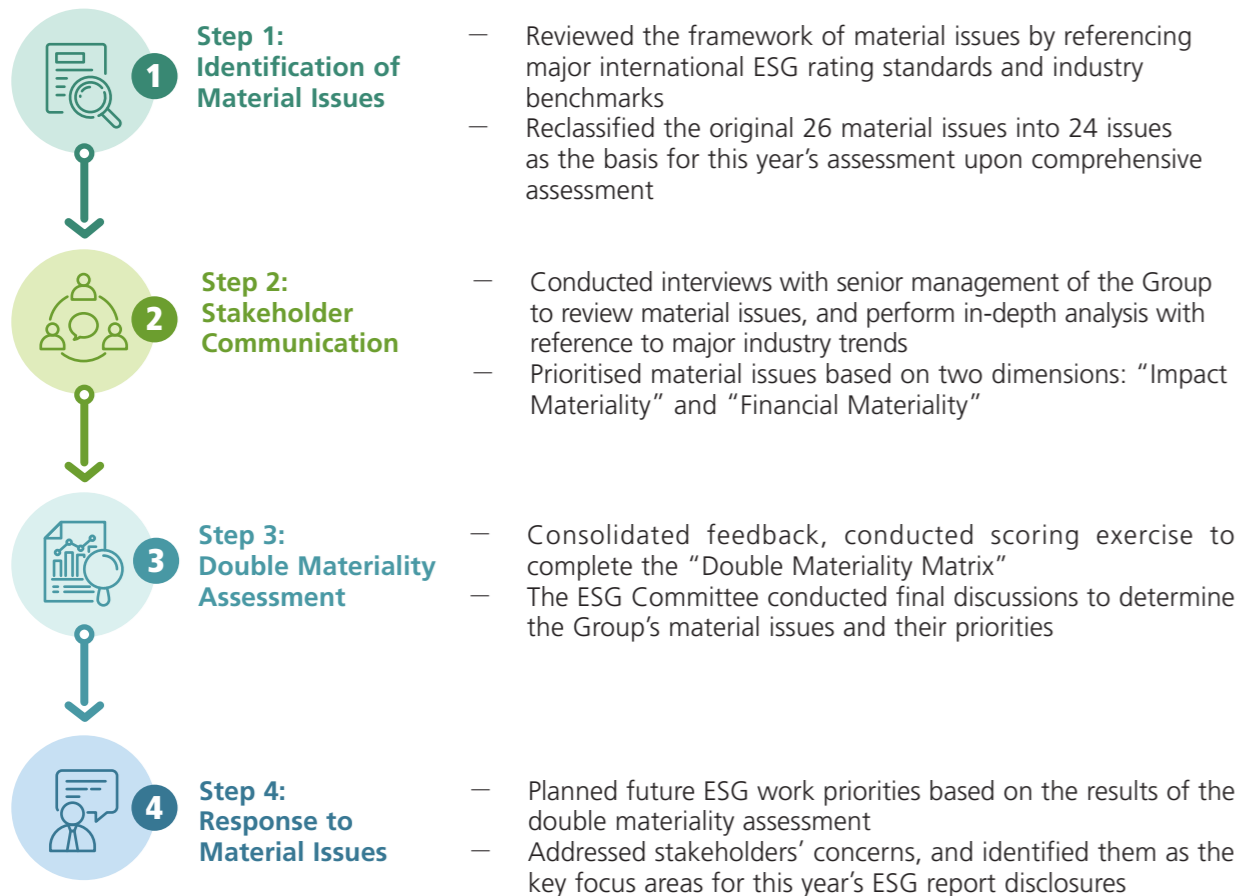 1
Step 1:
Identification of
Material Issues
— Reviewed the framework of material issues by referencing
major international ESG rating standards and industry
benchmarks
— Reclassified the original 26 material issues into 24 issues
as the basis for this year’s assessment upon comprehensive
assessment
2
Step 2:
Stakeholder
Communication
— Conducted interviews with senior management of the Group
to review material issues, and perform in-depth analysis with
reference to major industry trends
— Prioritised material issues based on two dimensions: “Impact
Materiality” and “Financial Materiality”
3
Step 3:
Double Materiality
Assessment
— Consolidated feedback, conducted scoring exercise to
complete the “Double Materiality Matrix”
— The ESG Committee conducted final discussions to determine
the Group’s material issues and their priorities
4
Step 4:
Response to
Material Issues
— Planned future ESG work priorities based on the results of the
double materiality assessment
— Addressed stakeholders’ concerns, and identified them as the
key focus areas for this year’s ESG report disclosures